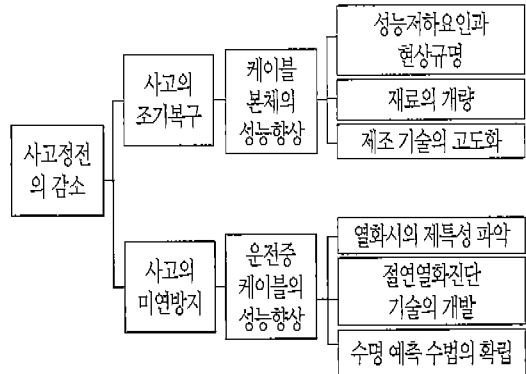 사고정전
의 감소
사고의
조기복구
케이블
본체의
성능향상
성능저하요인과
현상규명
재료의 개량
제조 기술의 고도화
사고의
미연방지
운전중
케이블의
성능향상
열화시의 제특성 파악
절연열화진단
기술의 개발
수명 예측 수법의 확립